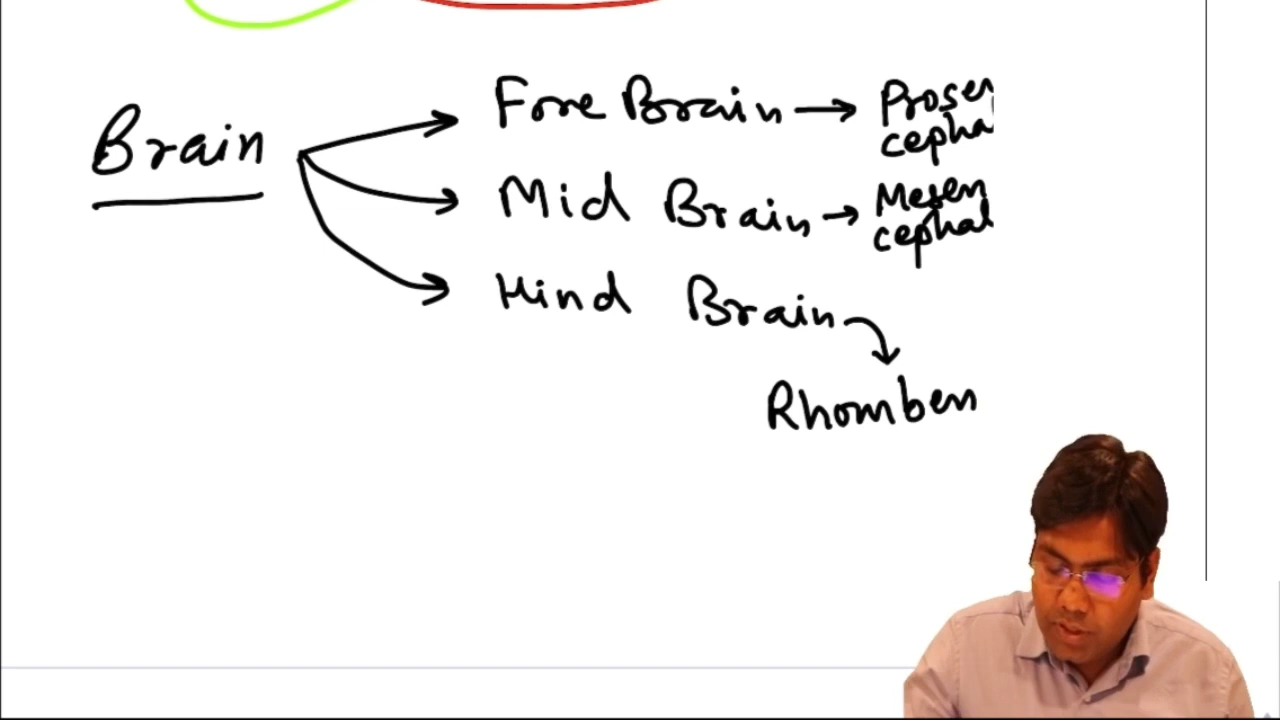 Brain
Fore Brain → Prosen
cepha
Mid Brain → Mesen
cephal
Hind Brain
Rhomben